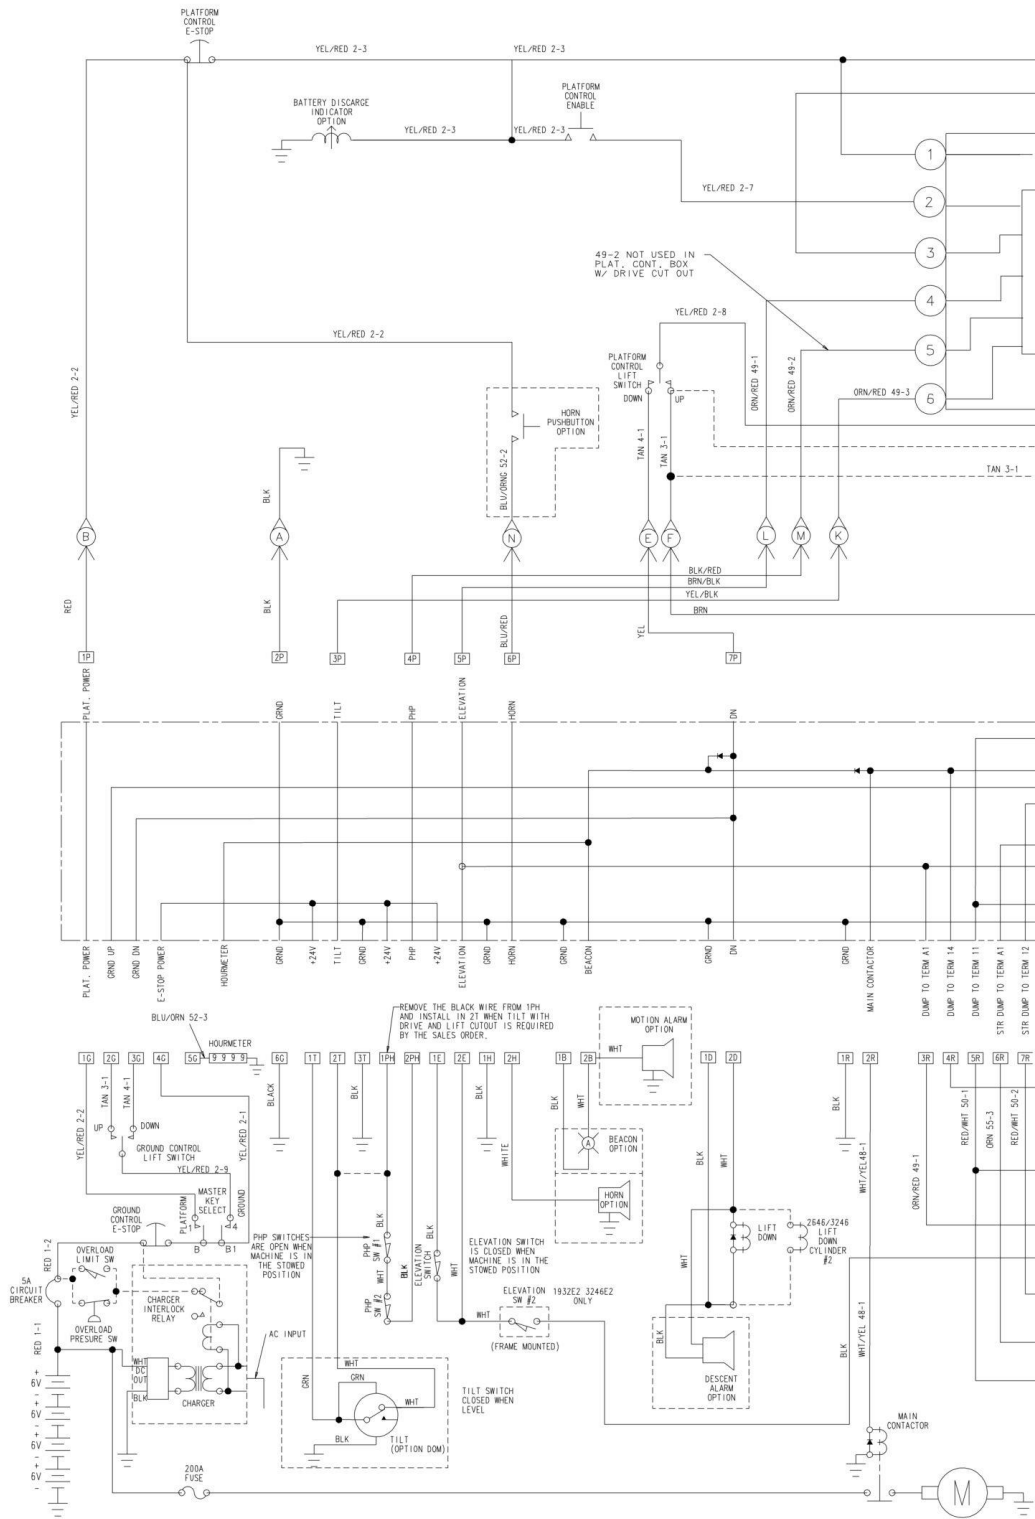 PLATFORM
CONTROL
E-STOP
YEL/RED 2-3
YEL/RED 2-3
BATTERY DISCARGE
INDICATOR
OPTION
PLATFORM
CONTROL
ENABLE
YEL/RED 2-3
YEL/RED 2-3
1
YEL/RED 2-7
2
3
49-2 NOT USED IN
PLAT. CONT. BOX
W/ DRIVE CUT OUT
4
YEL/RED 2-8
YEL/RED 2-2
5
PLATFORM
CONTROL
LIFT
SWITCH
DOWN
UP
YEL/RED 2-2
ORN/RED 49-1
ORN/RED 49-2
ORN/RED 49-3
6
HORN
PUSHBUTTON
OPTION
TAN 4-1
TAN 3-1
BLU/ORNG 52-2
TAN 3-1
BLK
B
A
N
E
F
L
M
K
BLK/RED
BRN/BLK
YEL/BLK
BRN
RED
BLK
BLU/RED
YEL
1P
2P
3P
4P
5P
6P
7P
PLAT. POWER
GRND
TILT
PHP
ELEVATION
HORN
DN
PLAT. POWER
GRND UP
GRND DN
E-STOP POWER
HOURMETER
GRND
+24V
TILT
GRND
+24V
PHP
+24V
ELEVATION
GRND
HORN
GRND
BEACON
GRND
DN
GRND
MAIN CONTACTOR
DUMP TO TERM A1
DUMP TO TERM 14
DUMP TO TERM 11
STR DUMP TO TERM A1
STR DUMP TO TERM 12
REMOVE THE BLACK WIRE FROM 1PH
AND INSTALL IN 2T WHEN TILT WITH
DRIVE AND LIFT CUTOUT IS REQUIRED
BY THE SALES ORDER.
BLU/ORN 52-3
MOTION ALARM
OPTION
HOURMETER
1G
2G
3G
4G
5G
9 9 9 9
6G
1T
2T
3T
1PH
2PH
1E
2E
1H
2H
1B
2B
WHT
1D
2D
1R
2R
3R
4R
5R
6R
7R
YEL/RED 2-2
TAN 3-1
TAN 4-1
YEL/RED 2-1
BLACK
BLK
BLK
BLK
WHITE
BLK
WHT
BLK
WHT
BLK
WHT/YEL48-1
ORN/RED 49-1
RED/WHT 50-1
ORN 55-3
RED/WHT 50-2
UP
DOWN
A
BEACON
OPTION
GROUND CONTROL
LIFT SWITCH
YEL/RED 2-9
HORN
OPTION
MASTER
KEY
SELECT
PLATFORM
GROUND
1
4
B
B1
GROUND
CONTROL
E-STOP
BLK
2646/3246
LIFT
DOWN
CYLINDER
#2
LIFT
DOWN
PHP SWITCHES
ARE OPEN WHEN
MACHINE IS IN
THE STOWED
POSITION
PHP
SW #1
WHT
PHP
SW #2
BLK
ELEVATION
SWITCH
WHT
ELEVATION SWITCH
IS CLOSED WHEN
MACHINE IS IN THE
STOWED POSITION
WHT
RED 1-2
OVERLOAD
LIMIT SW
5A
CIRCUIT
BREAKER
CHARGER
INTERLOCK
RELAY
OVERLOAD
PRESURE SW
ELEVATION
SW #2
1932E2 3246E2
ONLY
WHT
(FRAME MOUNTED)
BLK
BLK
WHT/YEL 48-1
RED 1-1
AC INPUT
WHT
DC
OUT
BLK
CHARGER
GRN
WHT
GRN
WHT
BLK
TILT
(OPTION DOM)
TILT SWITCH
CLOSED WHEN
LEVEL
DESCENT
ALARM
OPTION
+
6V
-
+
6V
-
+
6V
-
+
6V
-
MAIN
CONTACTOR
200A
FUSE
M